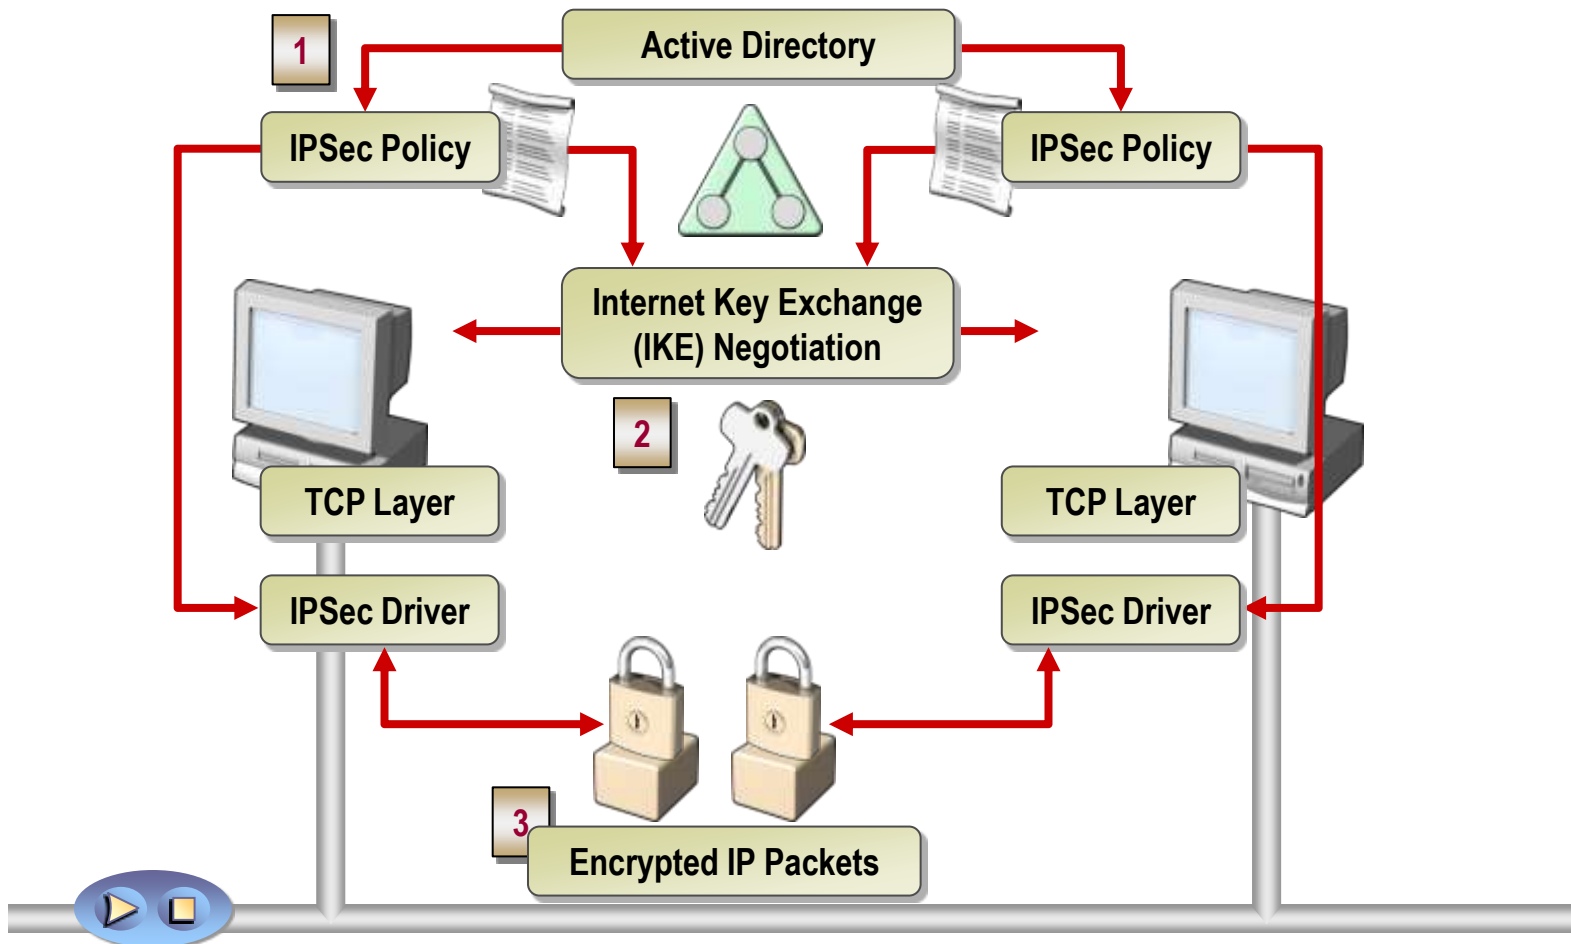 1
Active Directory
IPSec Policy
IPSec Policy
Internet Key Exchange
(IKE) Negotiation
2
TCP Layer
TCP Layer
IPSec Driver
IPSec Driver
3
Encrypted IP Packets